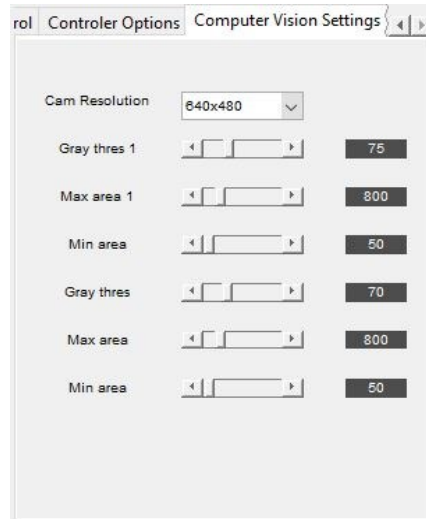 rol Controler Options Computer Vision Settings
Cam Resolution 640x480
Gray thres 1 75
Max area 1 800
Min area 50
Gray thres 70
Max area 800
Min area 50